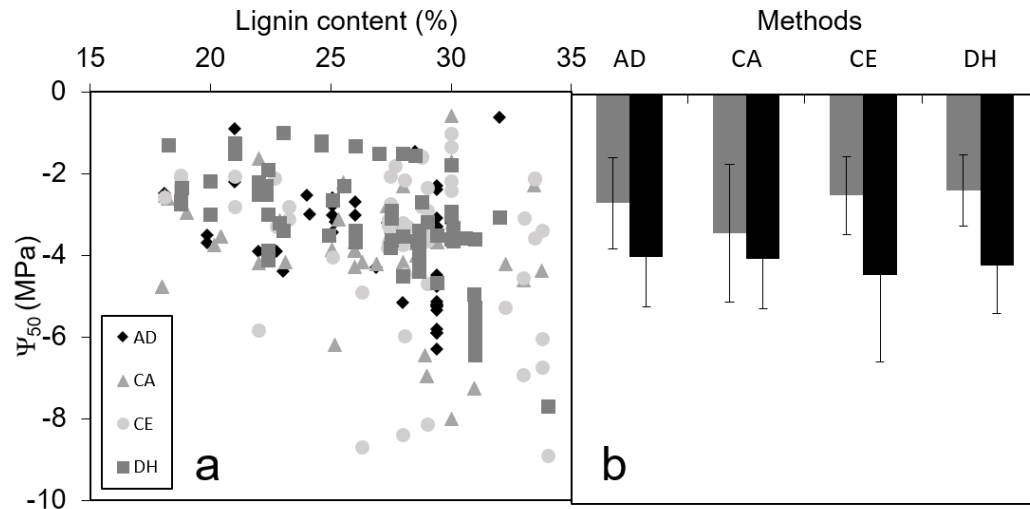 Lignin content (%)
Methods
15 20 25 30 35
AD CA CE DH
0
-2
-4
-6
-8
-10
Ψ50 (MPa)
AD
CA
CE
DH
a
b